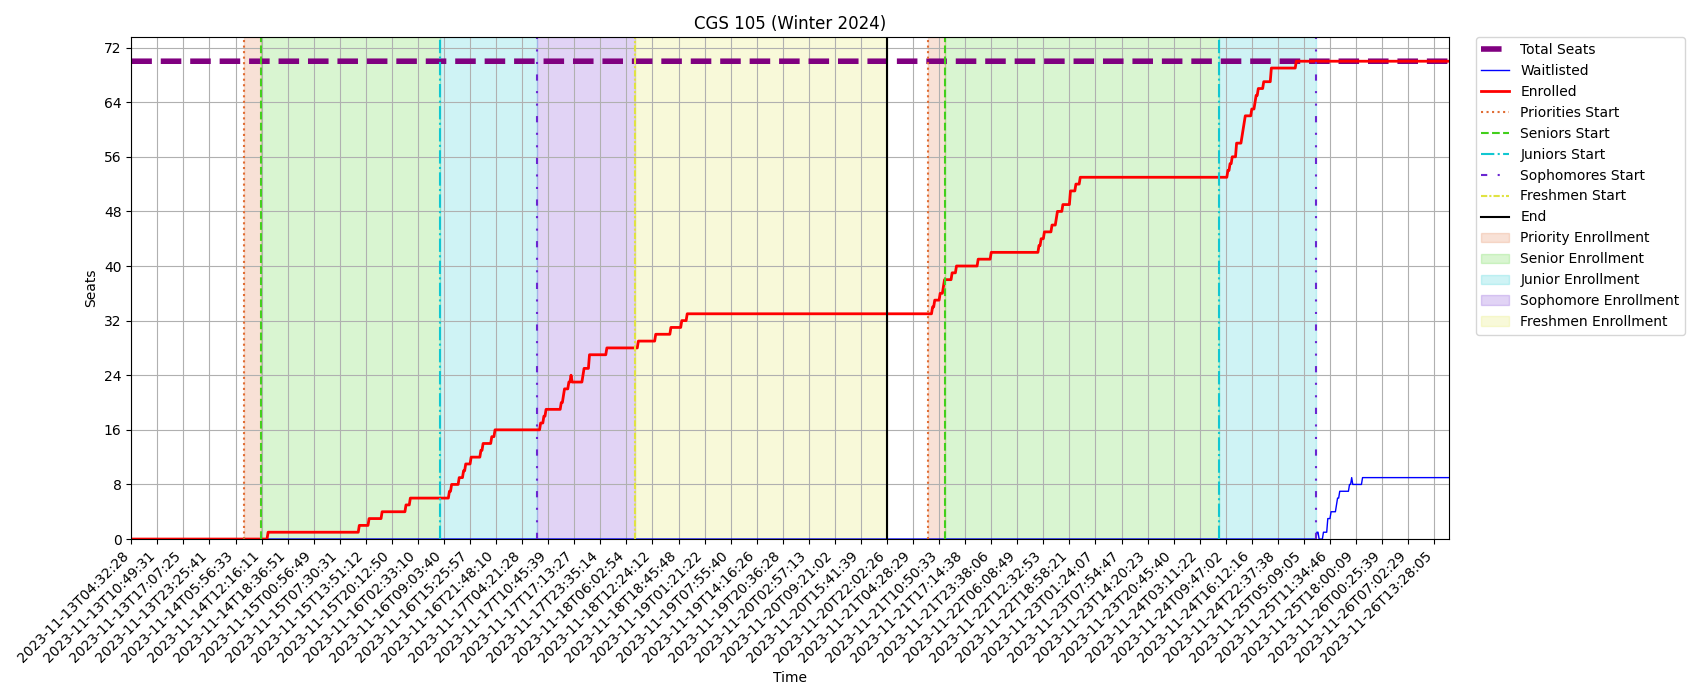 CGS 105 (Winter 2024)
72
64
56
48
40
32
24
16
8
0
Seats
2023-11-13T04:32:28
2023-11-13T10:49:31
2023-11-13T17:07:25
2023-11-13T23:25:41
2023-11-14T05:56:33
2023-11-14T12:16:11
2023-11-14T18:36:51
2023-11-15T00:56:49
2023-11-15T07:30:31
2023-11-15T13:51:12
2023-11-15T20:12:50
2023-11-16T02:33:10
2023-11-16T09:03:40
2023-11-16T15:25:57
2023-11-16T21:48:10
2023-11-17T04:21:28
2023-11-17T10:45:39
2023-11-17T17:13:27
2023-11-17T23:35:14
2023-11-18T06:02:54
2023-11-18T12:24:12
2023-11-18T18:45:48
2023-11-19T01:21:22
2023-11-19T07:55:40
2023-11-19T14:16:26
2023-11-19T20:36:28
2023-11-20T02:57:13
2023-11-20T09:21:02
2023-11-20T15:41:39
2023-11-20T22:02:26
2023-11-21T04:28:29
2023-11-21T10:50:33
2023-11-21T17:14:38
2023-11-21T23:38:06
2023-11-22T06:08:49
2023-11-22T12:32:53
2023-11-22T18:58:21
2023-11-23T01:24:07
2023-11-23T07:54:47
2023-11-23T14:20:23
2023-11-23T20:45:40
2023-11-24T03:11:22
2023-11-24T09:47:02
2023-11-24T16:12:16
2023-11-24T22:37:38
2023-11-25T05:09:05
2023-11-25T11:34:46
2023-11-25T18:00:09
2023-11-26T00:25:39
2023-11-26T07:02:29
2023-11-26T13:28:05
Time
Total Seats
Waitlisted
Enrolled
Priorities Start
Seniors Start
Juniors Start
Sophomores Start
Freshmen Start
End
Priority Enrollment
Senior Enrollment
Junior Enrollment
Sophomore Enrollment
Freshmen Enrollment